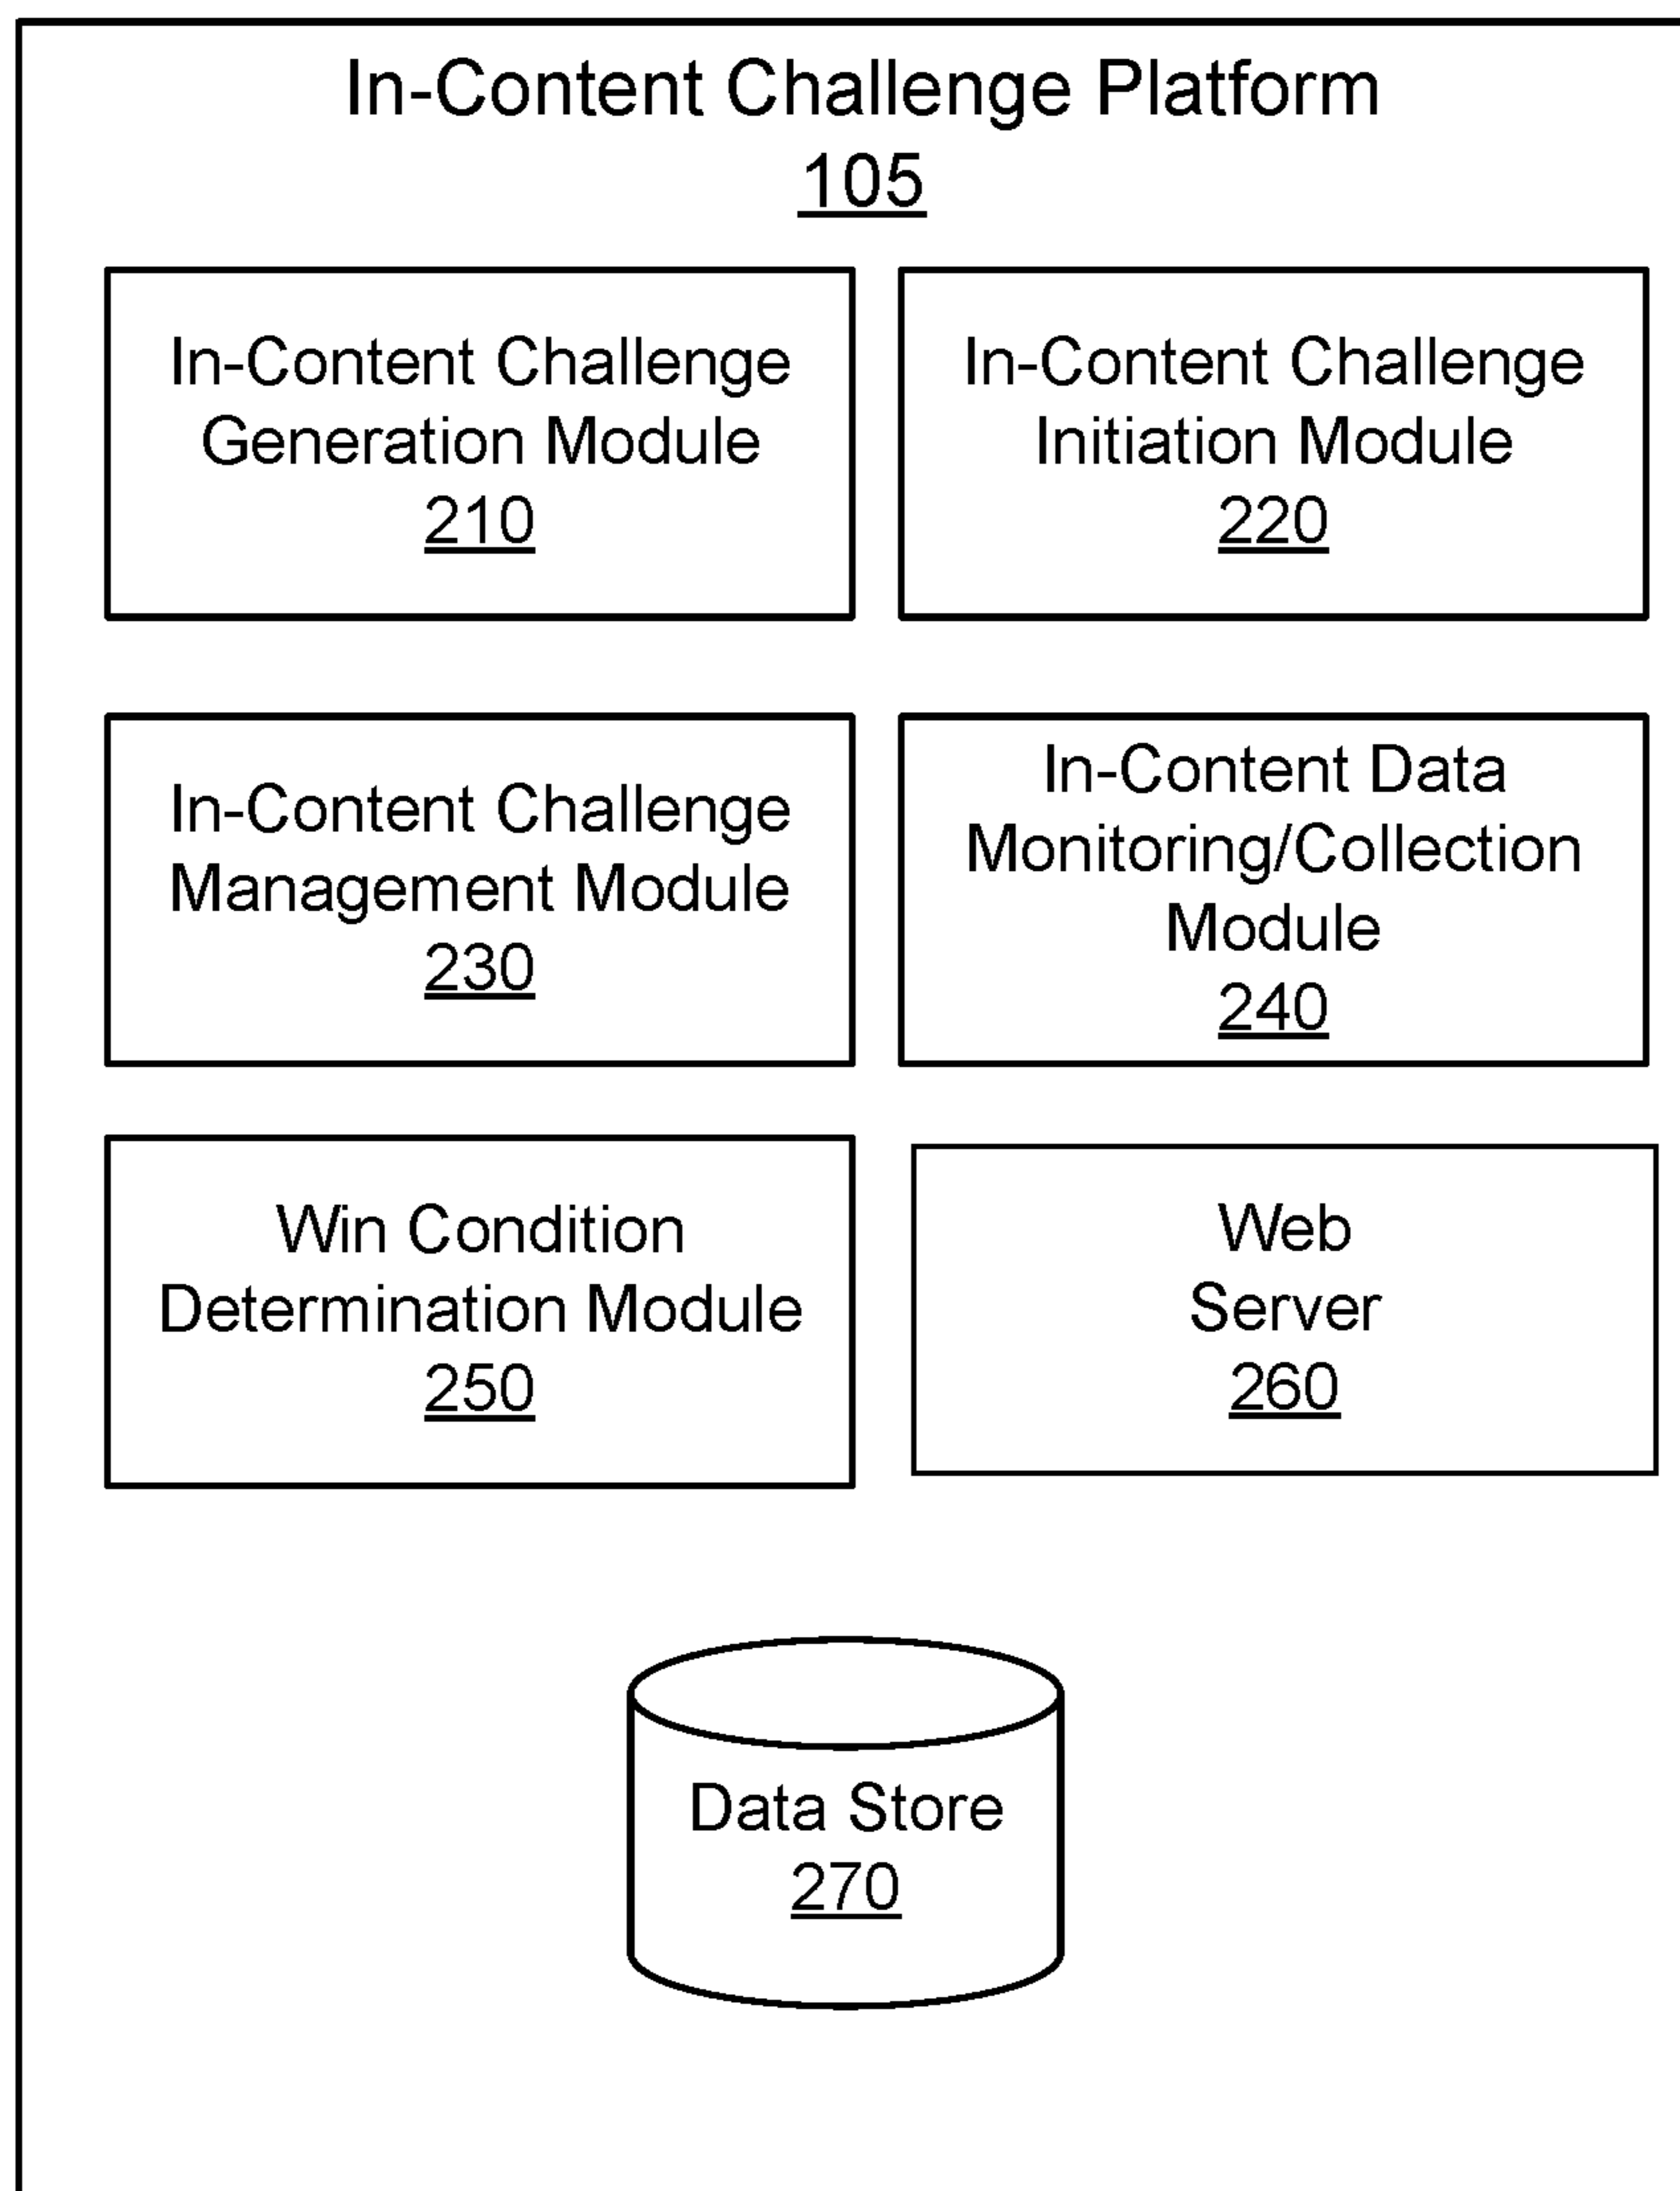 In-Content Challenge Platform
105
In-Content Challenge
Generation Module
210
In-Content Challenge
Initiation Module
220
In-Content Challenge
Management Module
230
In-Content Data
Monitoring/Collection
Module
240
Win Condition
Determination Module
250
Web
Server
260
Data Store
270